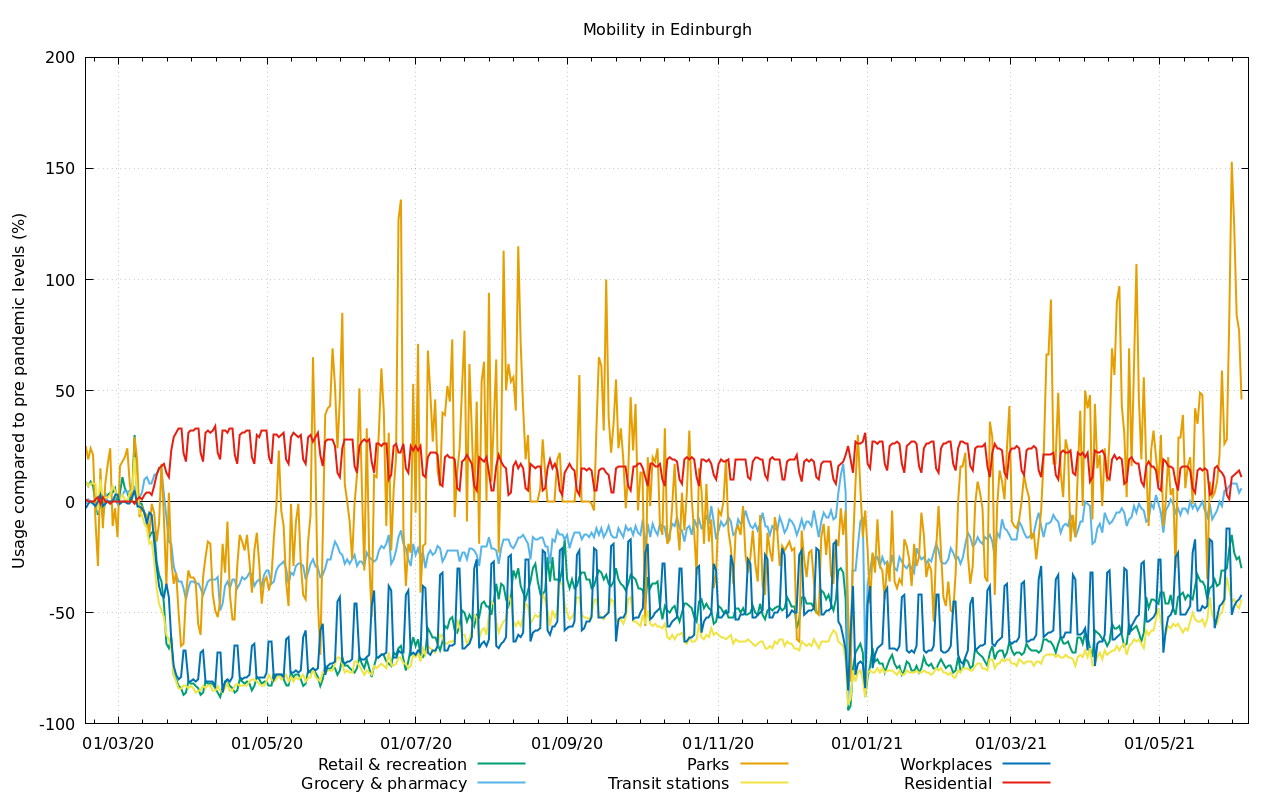 Mobility in Edinburgh
Usage compared to pre pandemic levels (%)
200
150
100
50
0
-50
-100
01/03/20 01/05/20 01/07/20 01/09/20 01/11/20 01/01/21 01/03/21 01/05/21
Retail & recreation Parks Workplaces
Grocery & pharmacy Transit stations Residential